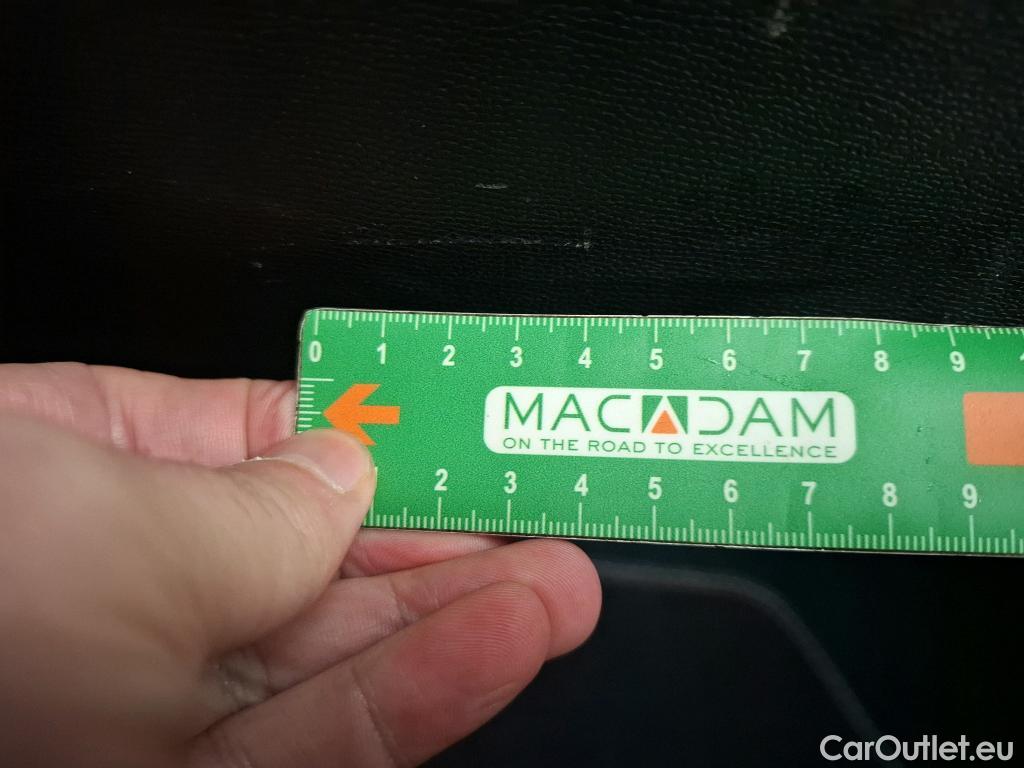 0 1 2 3 4 5 6 7 8 9
MACADAM
ON THE ROAD TO EXCELLENCE
2 3 4 5 6 7 8 9
CarOutlet.eu